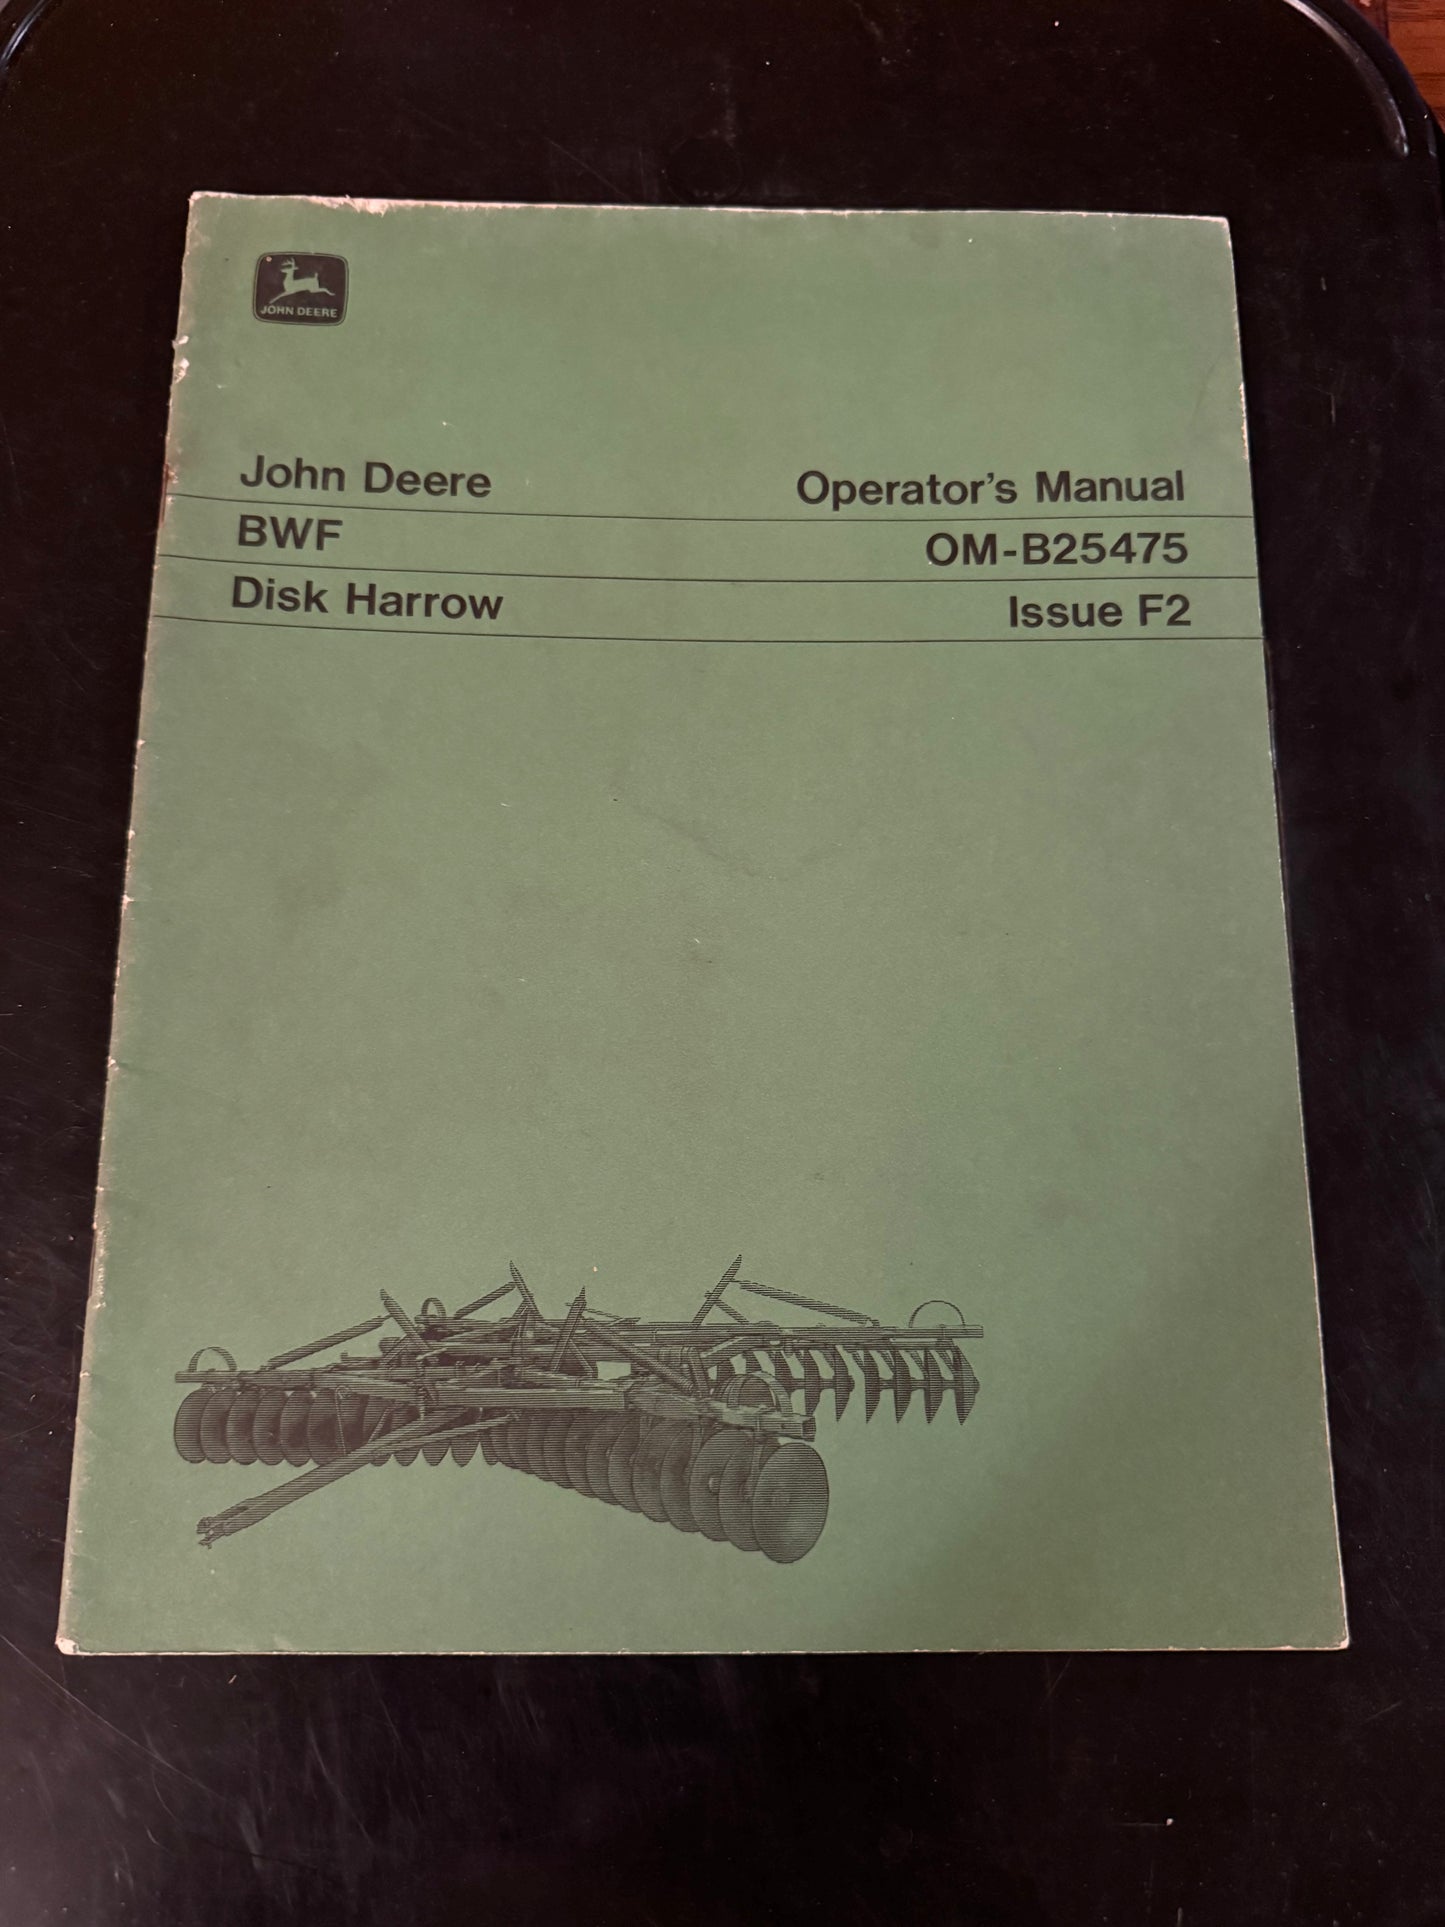 JOHN DEERE
John Deere Operator's Manual
BWF OM-B25475
Disk Harrow Issue F2